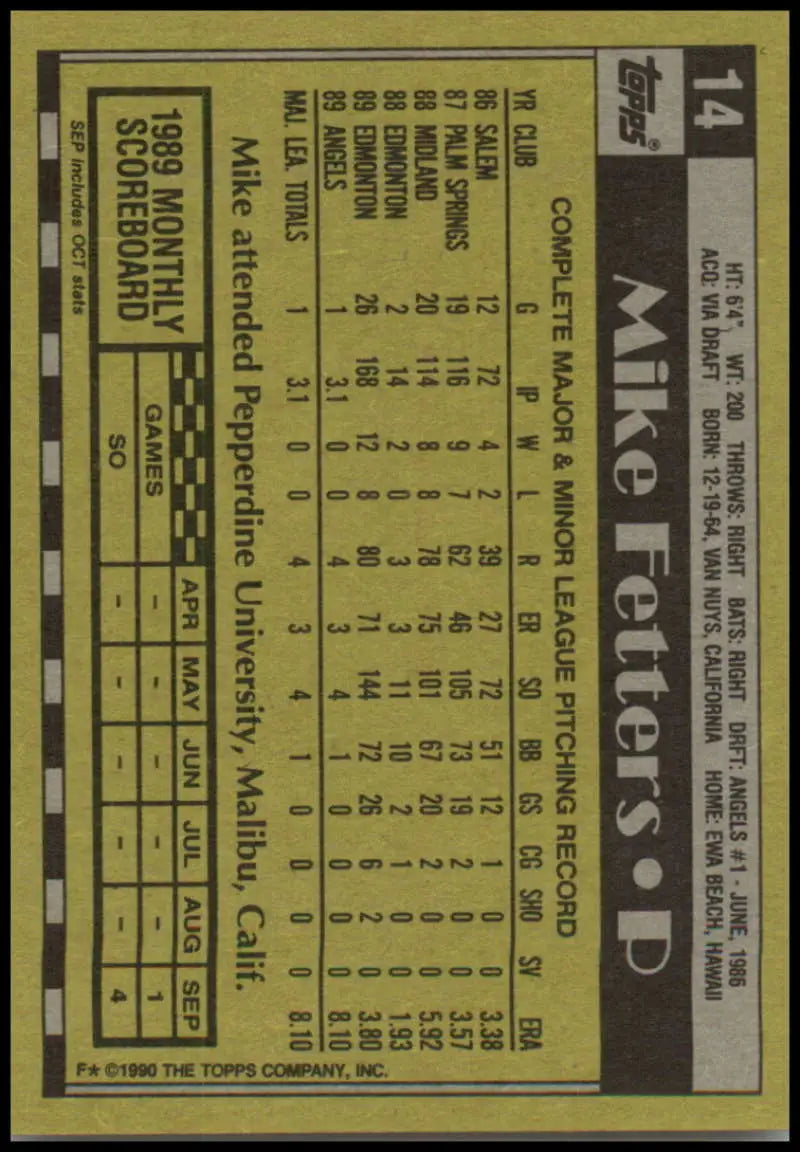 14
HT: 6'4" WT: 200 THROWS: RIGHT BATS: RIGHT DRFT: ANGELS #1 - JUNE, 1986
ACQ: VIA DRAFT BORN: 12-19-64, VAN NUYS, CALIFORNIA HOME: EWA BEACH, HAWAII
TOPPS®
Mike Fetters • P
COMPLETE MAJOR & MINOR LEAGUE PITCHING RECORD
YR CLUB G IP W L R ER SO BB GS CG SHO SV ERA
86 SALEM 12 72 4 2 39 27 72 51 12 1 0 0 3.38
87 PALM SPRINGS 19 116 9 7 62 46 105 73 19 2 0 0 3.57
88 MIDLAND 20 114 8 8 78 75 101 67 20 2 0 0 5.92
88 EDMONTON 2 14 2 0 3 3 11 10 2 1 0 0 1.93
89 EDMONTON 26 168 12 8 80 71 144 72 26 6 2 0 3.80
89 ANGELS 1 3.1 0 0 4 3 4 1 0 0 0 0 8.10
MAJ. LEA. TOTALS 1 3.1 0 0 4 3 4 1 0 0 0 0 8.10
Mike attended Pepperdine University, Malibu, Calif.
1989 MONTHLY
SCOREBOARD
APR MAY JUN JUL AUG SEP
GAMES - - - - - 1
SO - - - - - 4
SEP includes OCT stats
F* ©1990 THE TOPPS COMPANY, INC.